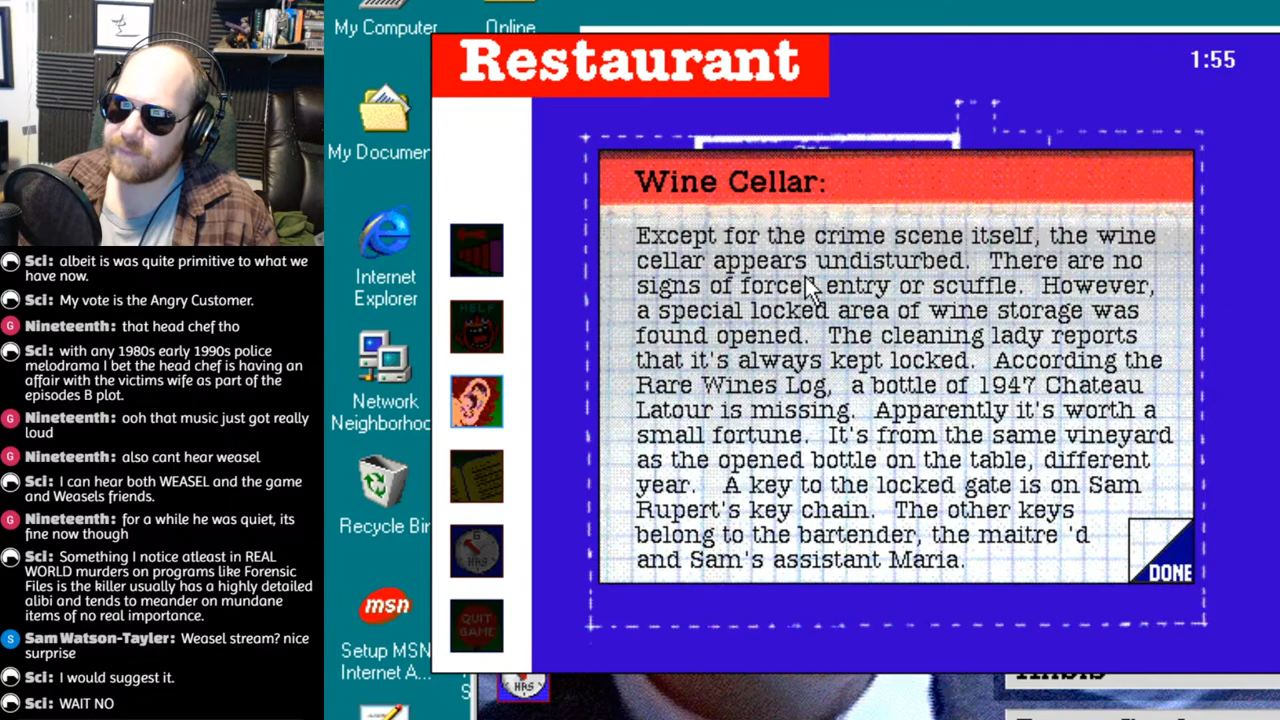 My Computer
Online
My Documen
Internet
Explorer
Network
Neighborhoo
Recycle Bin
msn
Setup MSN
Internet A...
Restaurant
1:55
HELP
6
HRS
QUIT
GAME
Wine Cellar:
Except for the crime scene itself, the wine
cellar appears undisturbed. There are no
signs of forced entry or scuffle. However,
a special locked area of wine storage was
found opened. The cleaning lady reports
that it's always kept locked. According the
Rare Wines Log, a bottle of 1947 Chateau
Latour is missing. Apparently it's worth a
small fortune. It's from the same vineyard
as the opened bottle on the table, different
year. A key to the locked gate is on Sam
Rupert's key chain. The other keys
belong to the bartender, the maitre 'd
and Sam's assistant Maria.
DONE
HRS
Sci: albeit is was quite primitive to what we
have now.
Sci: My vote is the Angry Customer.
G Nineteenth: that head chef tho
Sci: with any 1980s early 1990s police
melodrama I bet the head chef is having an
affair with the victims wife as part of the
episodes B plot.
G Nineteenth: ooh that music just got really
loud
G Nineteenth: also cant hear weasel
Sci: I can hear both WEASEL and the game
and Weasels friends.
G Nineteenth: for a while he was quiet, its
fine now though
Sci: Something I notice atleast in REAL
WORLD murders on programs like Forensic
Files is the killer usually has a highly detailed
alibi and tends to meander on mundane
items of no real importance.
S Sam Watson-Tayler: Weasel stream? nice
surprise
Sci: I would suggest it.
Sci: WAIT NO